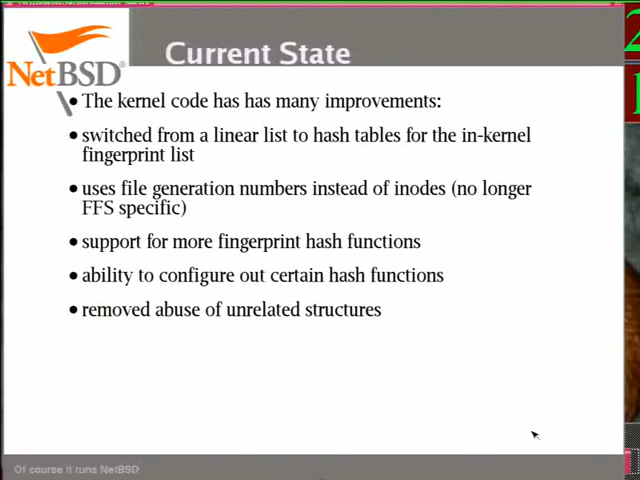 Current State
NetBSD®
• The kernel code has has many improvements:
• switched from a linear list to hash tables for the in-kernel
fingerprint list
• uses file generation numbers instead of inodes (no longer
FFS specific)
• support for more fingerprint hash functions
• ability to configure out certain hash functions
• removed abuse of unrelated structures
Of course it runs NetBSD